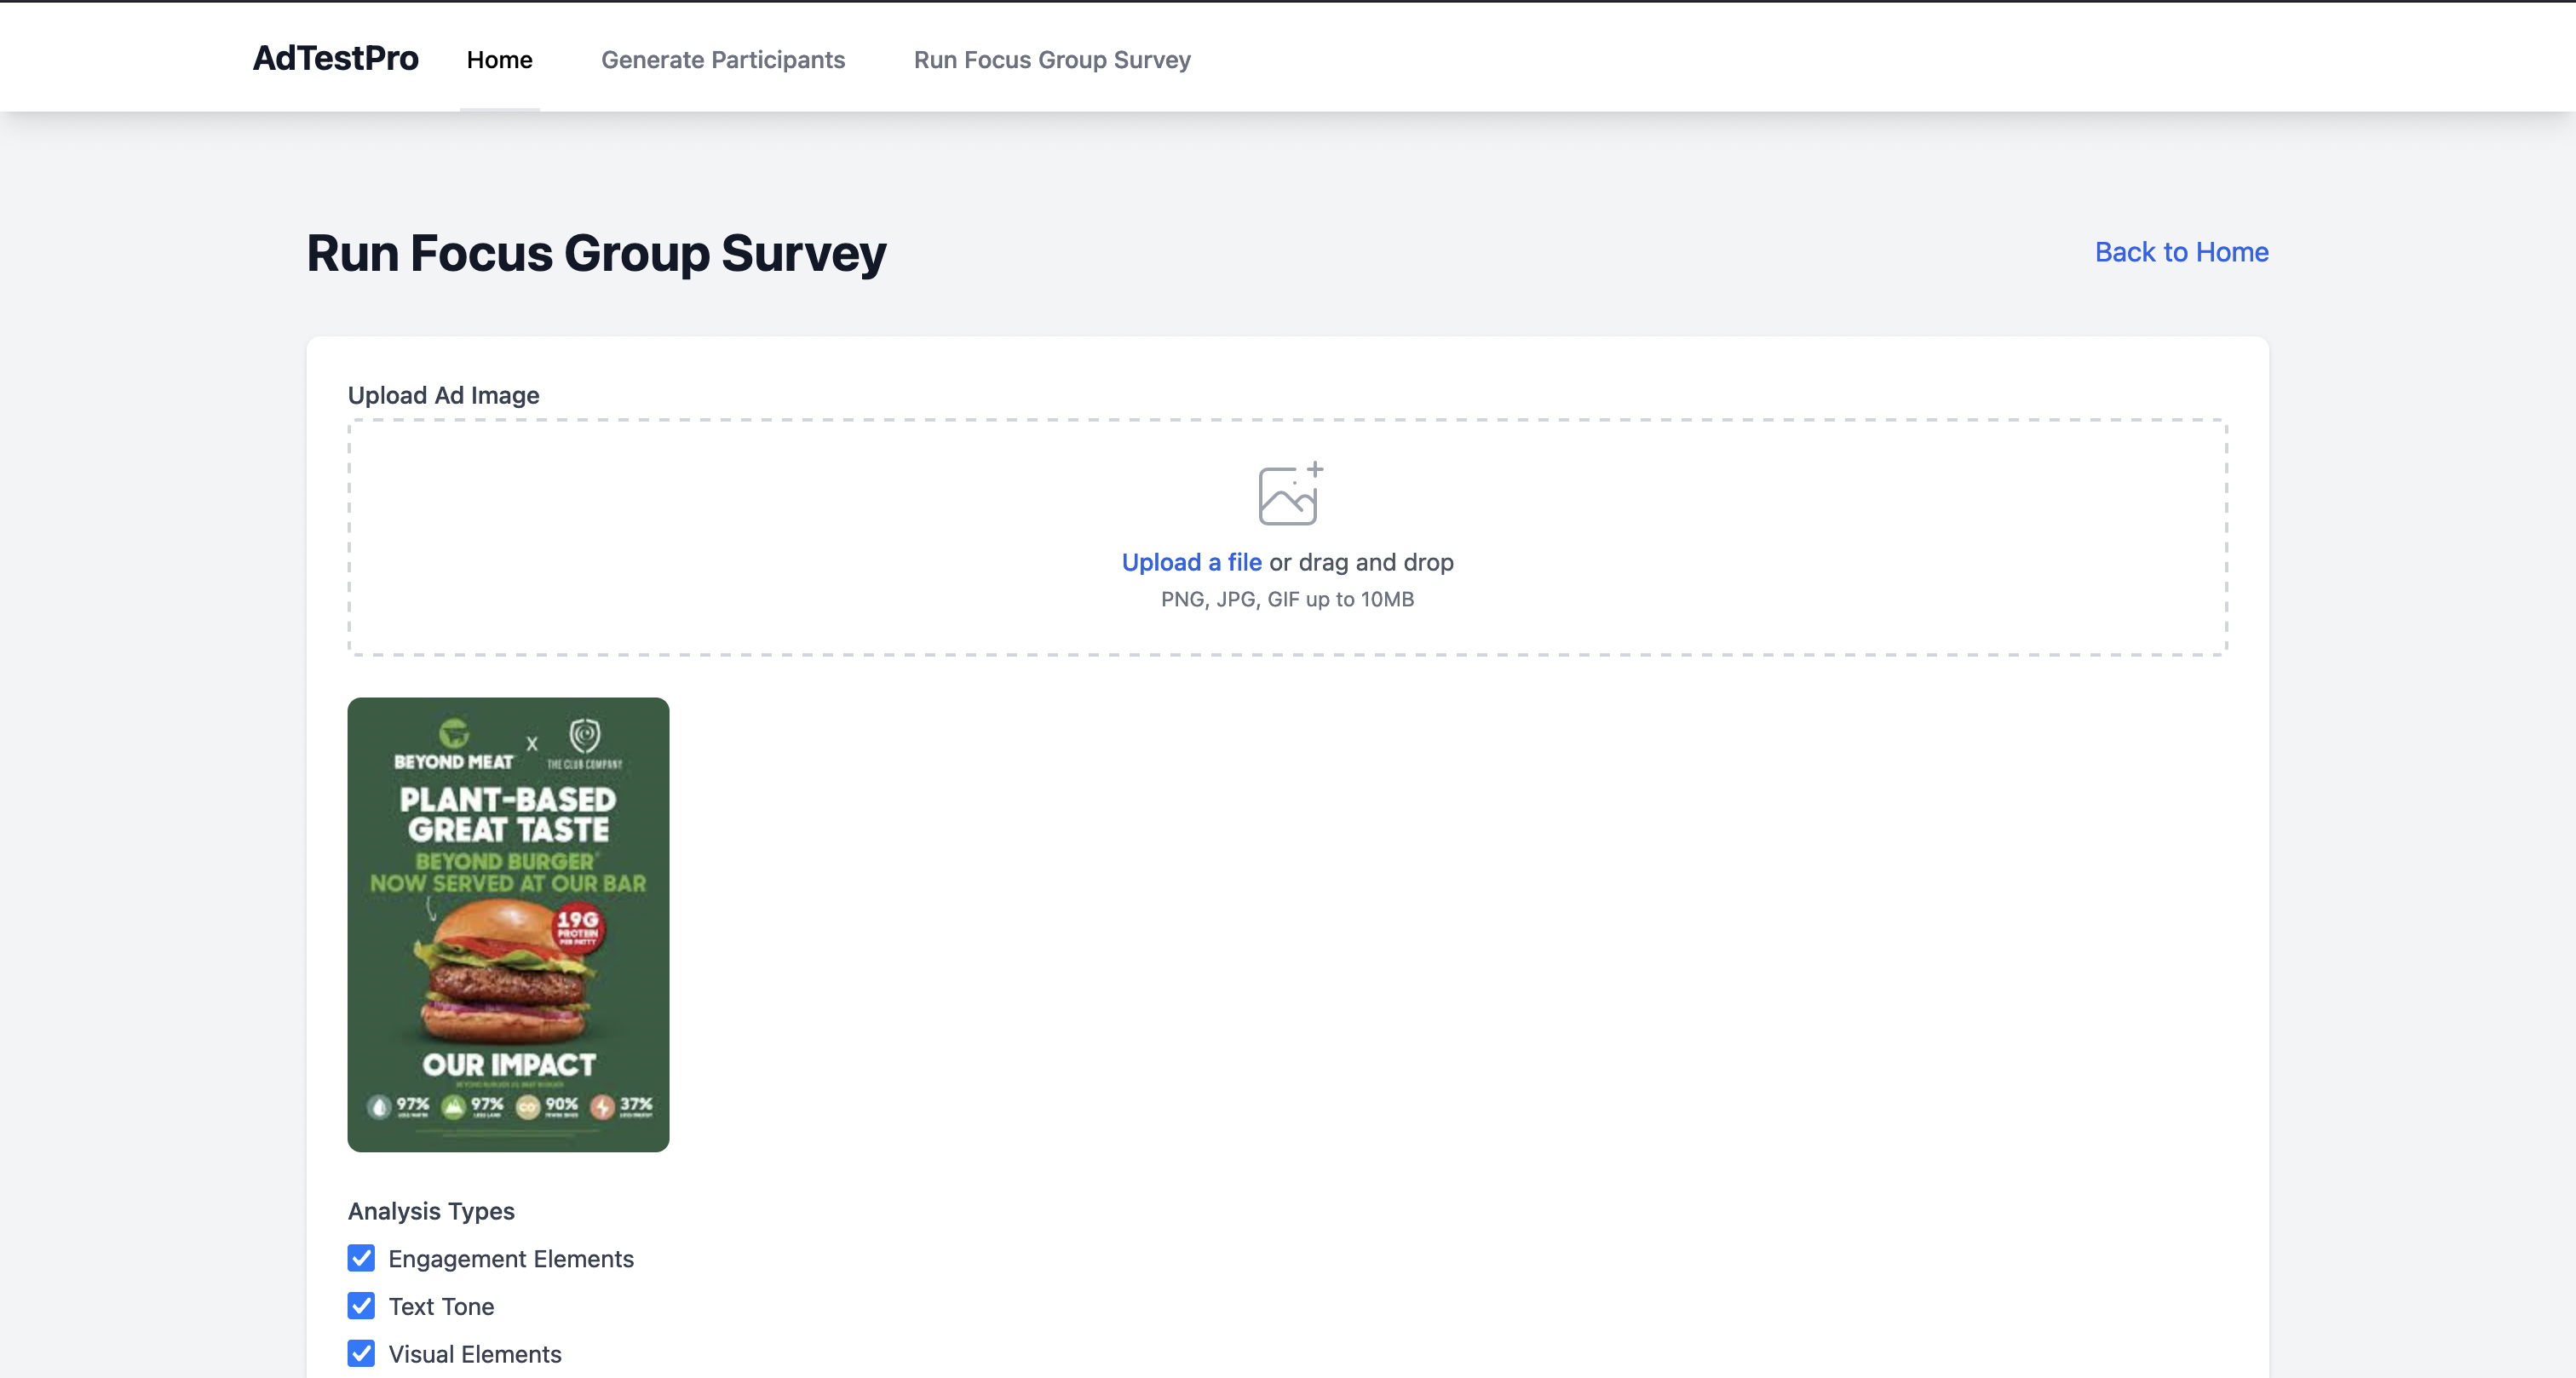 AdTestPro Home Generate Participants Run Focus Group Survey
Run Focus Group Survey
Back to Home
Upload Ad Image
Upload a file or drag and drop
PNG, JPG, GIF up to 10MB
BEYOND MEAT X THE CLUB COMPANY
PLANT-BASED
GREAT TASTE
BEYOND BURGER
NOW SERVED AT OUR BAR
19G
PROTEIN
PER PATTY
OUR IMPACT
97% 97% 90% 37%
Analysis Types
Engagement Elements
Text Tone
Visual Elements